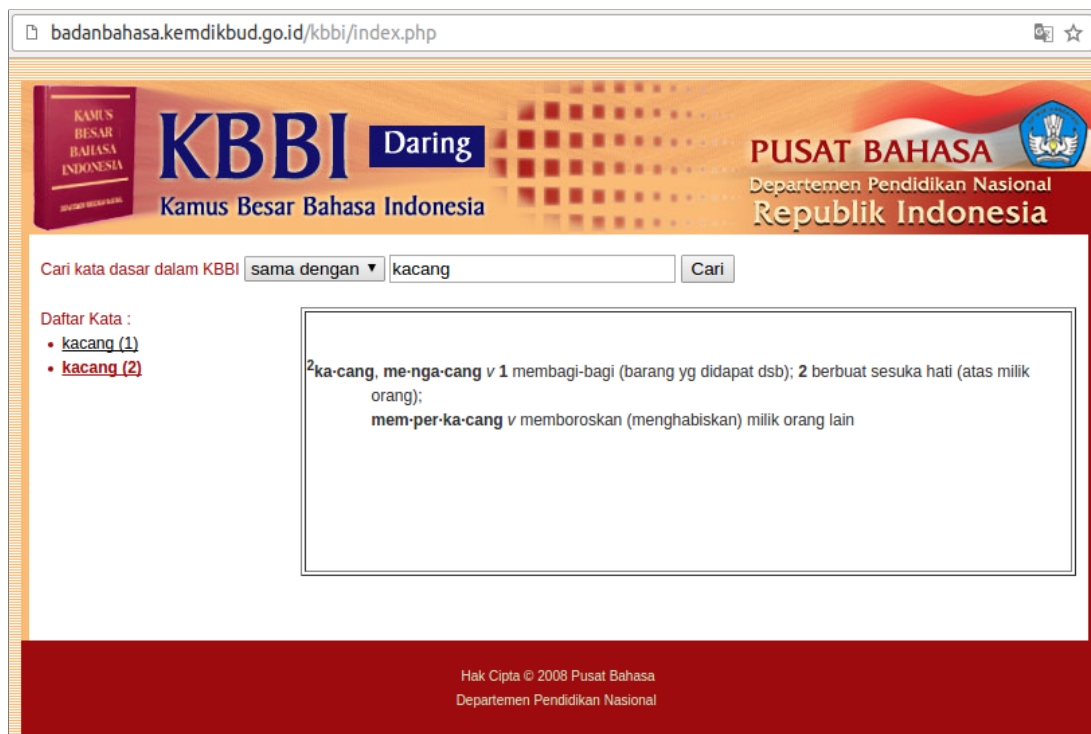 badanbahasa.kemdikbud.go.id/kbbi/index.php
KAMUS
BESAR
BAHASA
INDONESIA
KBBI Daring
Kamus Besar Bahasa Indonesia
PUSAT BAHASA
Departemen Pendidikan Nasional
Republik Indonesia
Cari kata dasar dalam KBBI sama dengan ▼ kacang Cari
Daftar Kata :
• kacang (1)
• kacang (2)
²ka·cang, me·nga·cang v 1 membagi-bagi (barang yg didapat dsb); 2 berbuat sesuka hati (atas milik
orang);
mem·per·ka·cang v memboroskan (menghabiskan) milik orang lain
Hak Cipta © 2008 Pusat Bahasa
Departemen Pendidikan Nasional